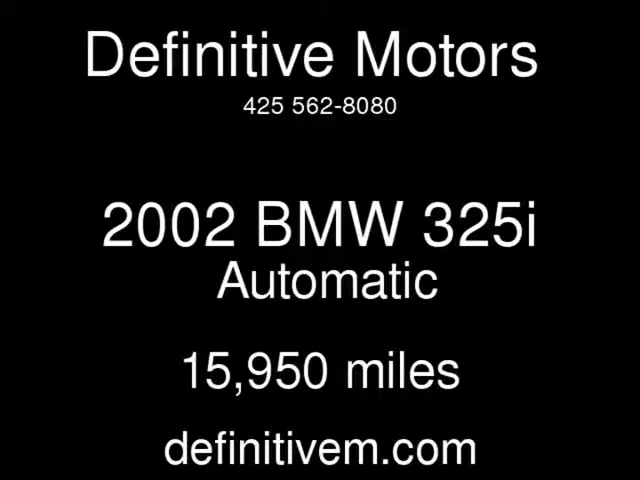 Definitive Motors
425 562-8080
2002 BMW 325i
Automatic
15,950 miles
definitivem.com